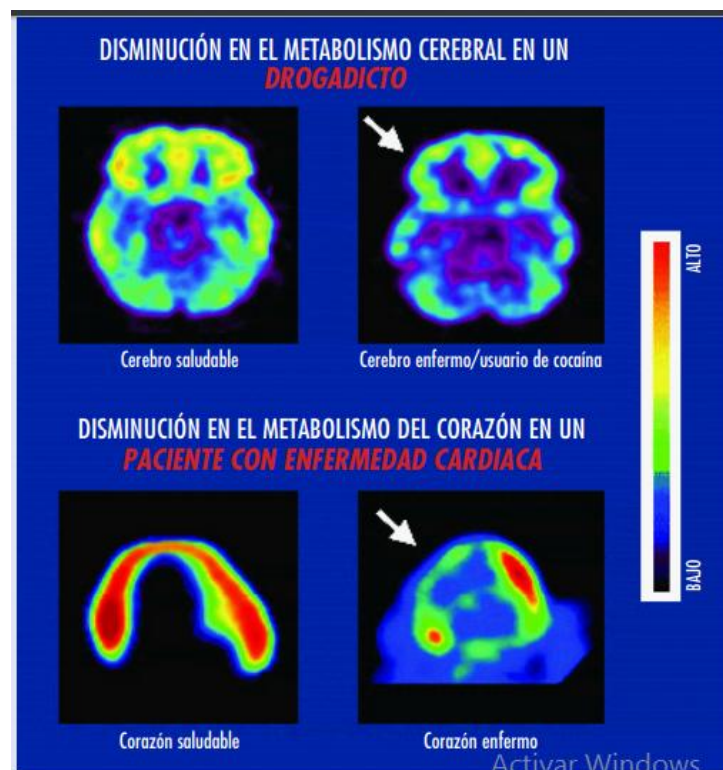 DISMINUCIÓN EN EL METABOLISMO CEREBRAL EN UN
DROGADICTO
Cerebro saludable
Cerebro enfermo/usuario de cocaína
ALTO
BAJO
DISMINUCIÓN EN EL METABOLISMO DEL CORAZÓN EN UN
PACIENTE CON ENFERMEDAD CARDIACA
Corazón saludable
Corazón enfermo
Activar Windows